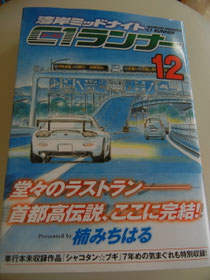 湾岸ミッドナイト
C1ランナー
12
堂々のラストラン――
首都高伝説、ここに完結!
Presented by 楠みちはる
単行本未収録作品「シャコタン☆ブギ」7年めの気まぐれも特別収録!